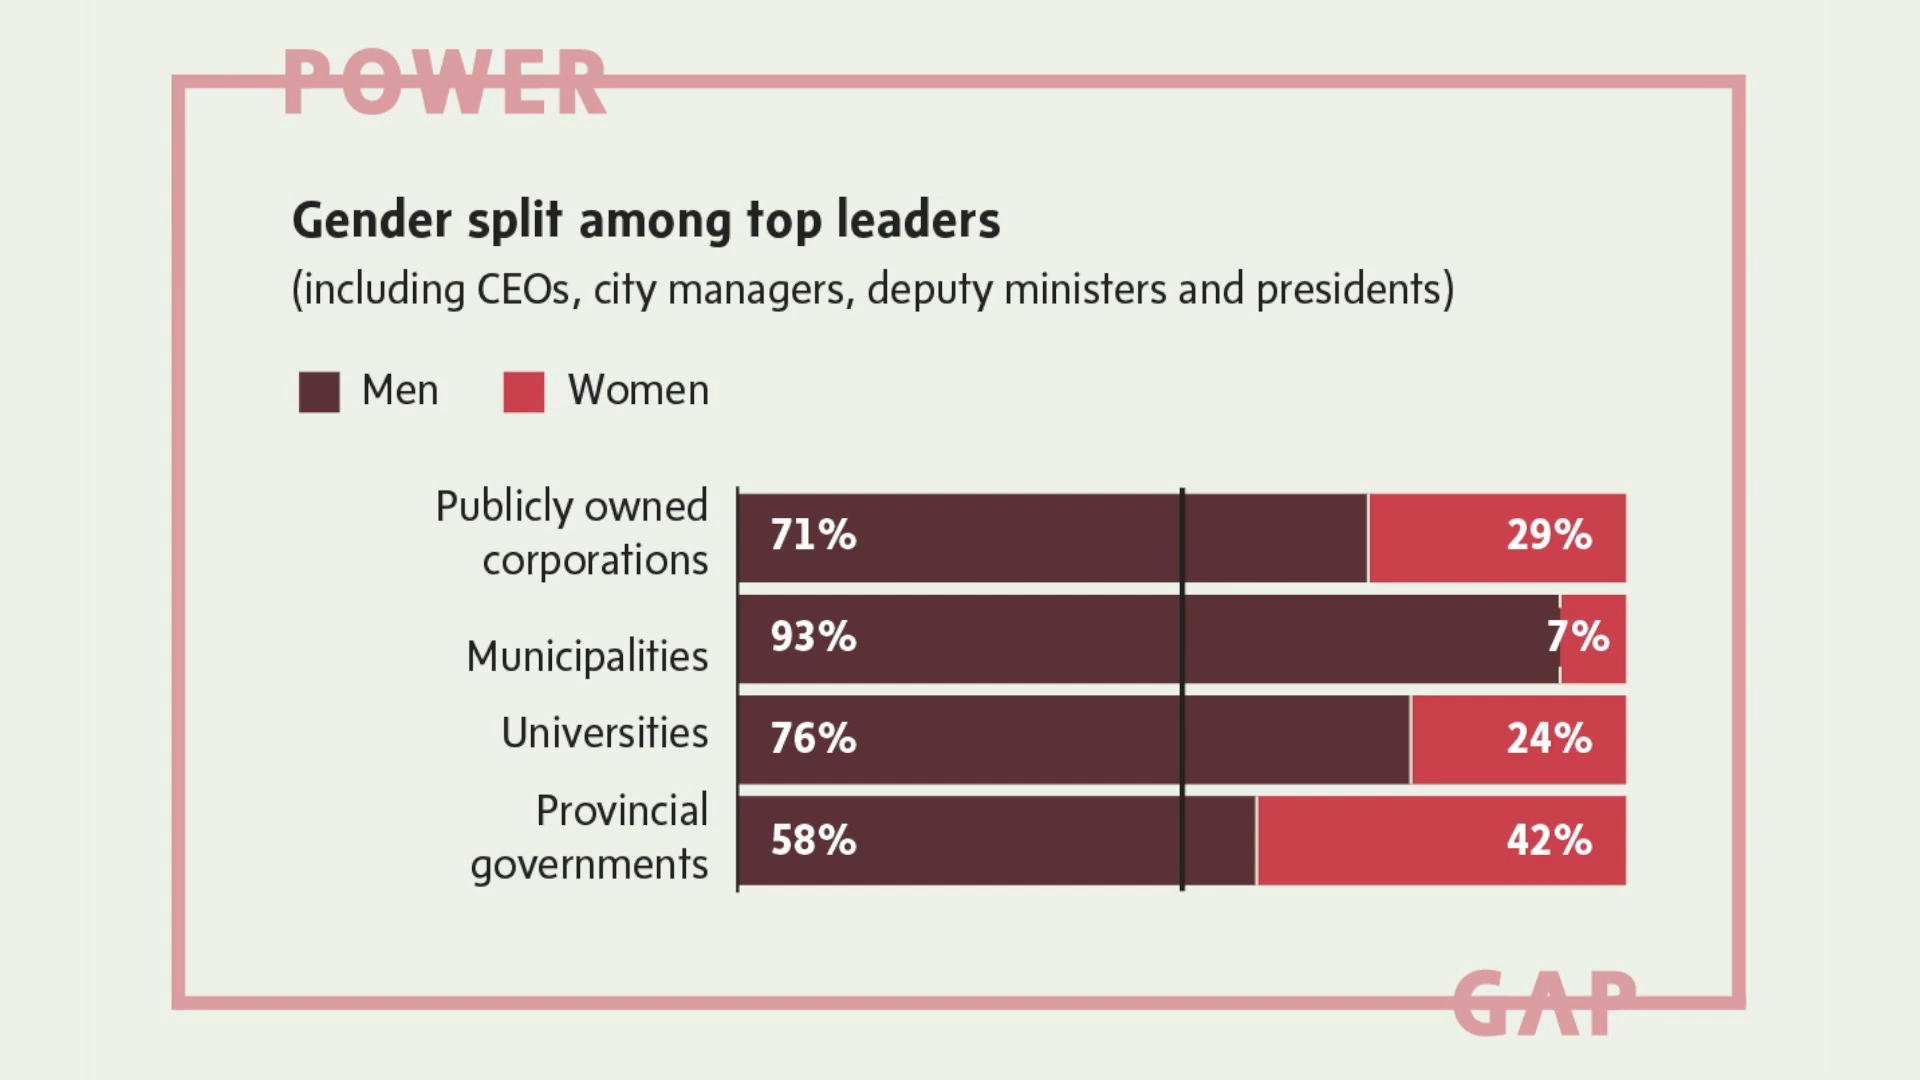 POWER
Gender split among top leaders
(including CEOs, city managers, deputy ministers and presidents)
Men Women
Publicly owned
corporations
71% 29%
Municipalities 93% 7%
Universities 76% 24%
Provincial
governments
58% 42%
GAP